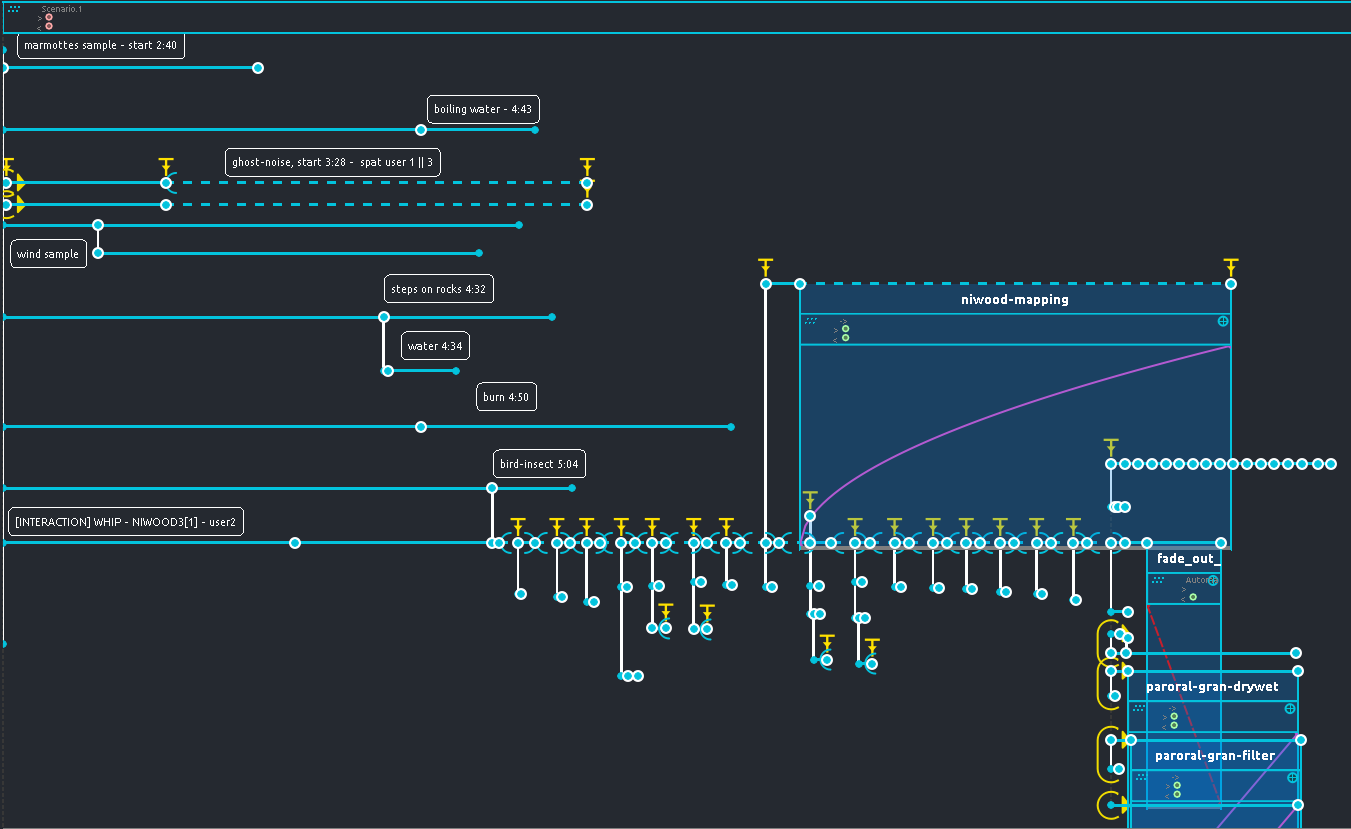 Scenario.1
marmottes sample - start 2:40
boiling water - 4:43
ghost-noise, start 3:28 - spat user 1 || 3
wind sample
steps on rocks 4:32
niwood-mapping
water 4:34
burn 4:50
bird-insect 5:04
[INTERACTION] WHIP - NIWOOD3[1] - user2
fade_out_
Autom
paroral-gran-drywet
paroral-gran-filter